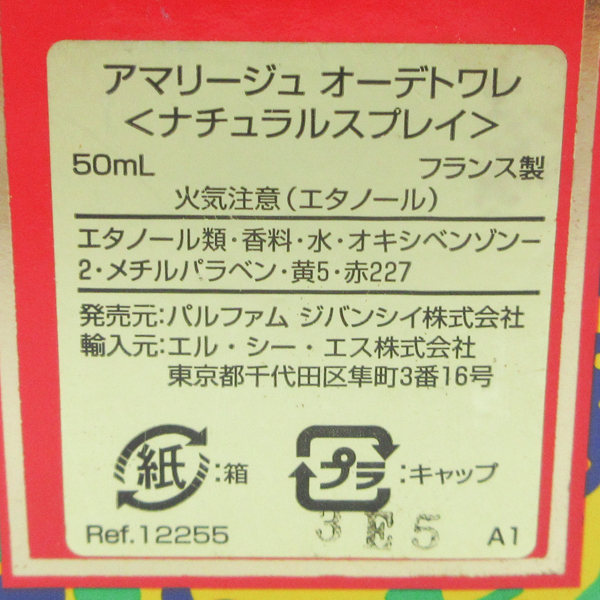 アマリージュ オーデトワレ
<ナチュラルスプレイ>
50mL フランス製
火気注意(エタノール)
エタノール類・香料・水・オキシベンゾン-
2・メチルパラベン・黄5・赤227
発売元:パルファム ジバンシイ株式会社
輸入元:エル・シー・エス株式会社
東京都千代田区隼町3番16号
紙:箱 プラ:キャップ
Ref.12255 3E5 A1